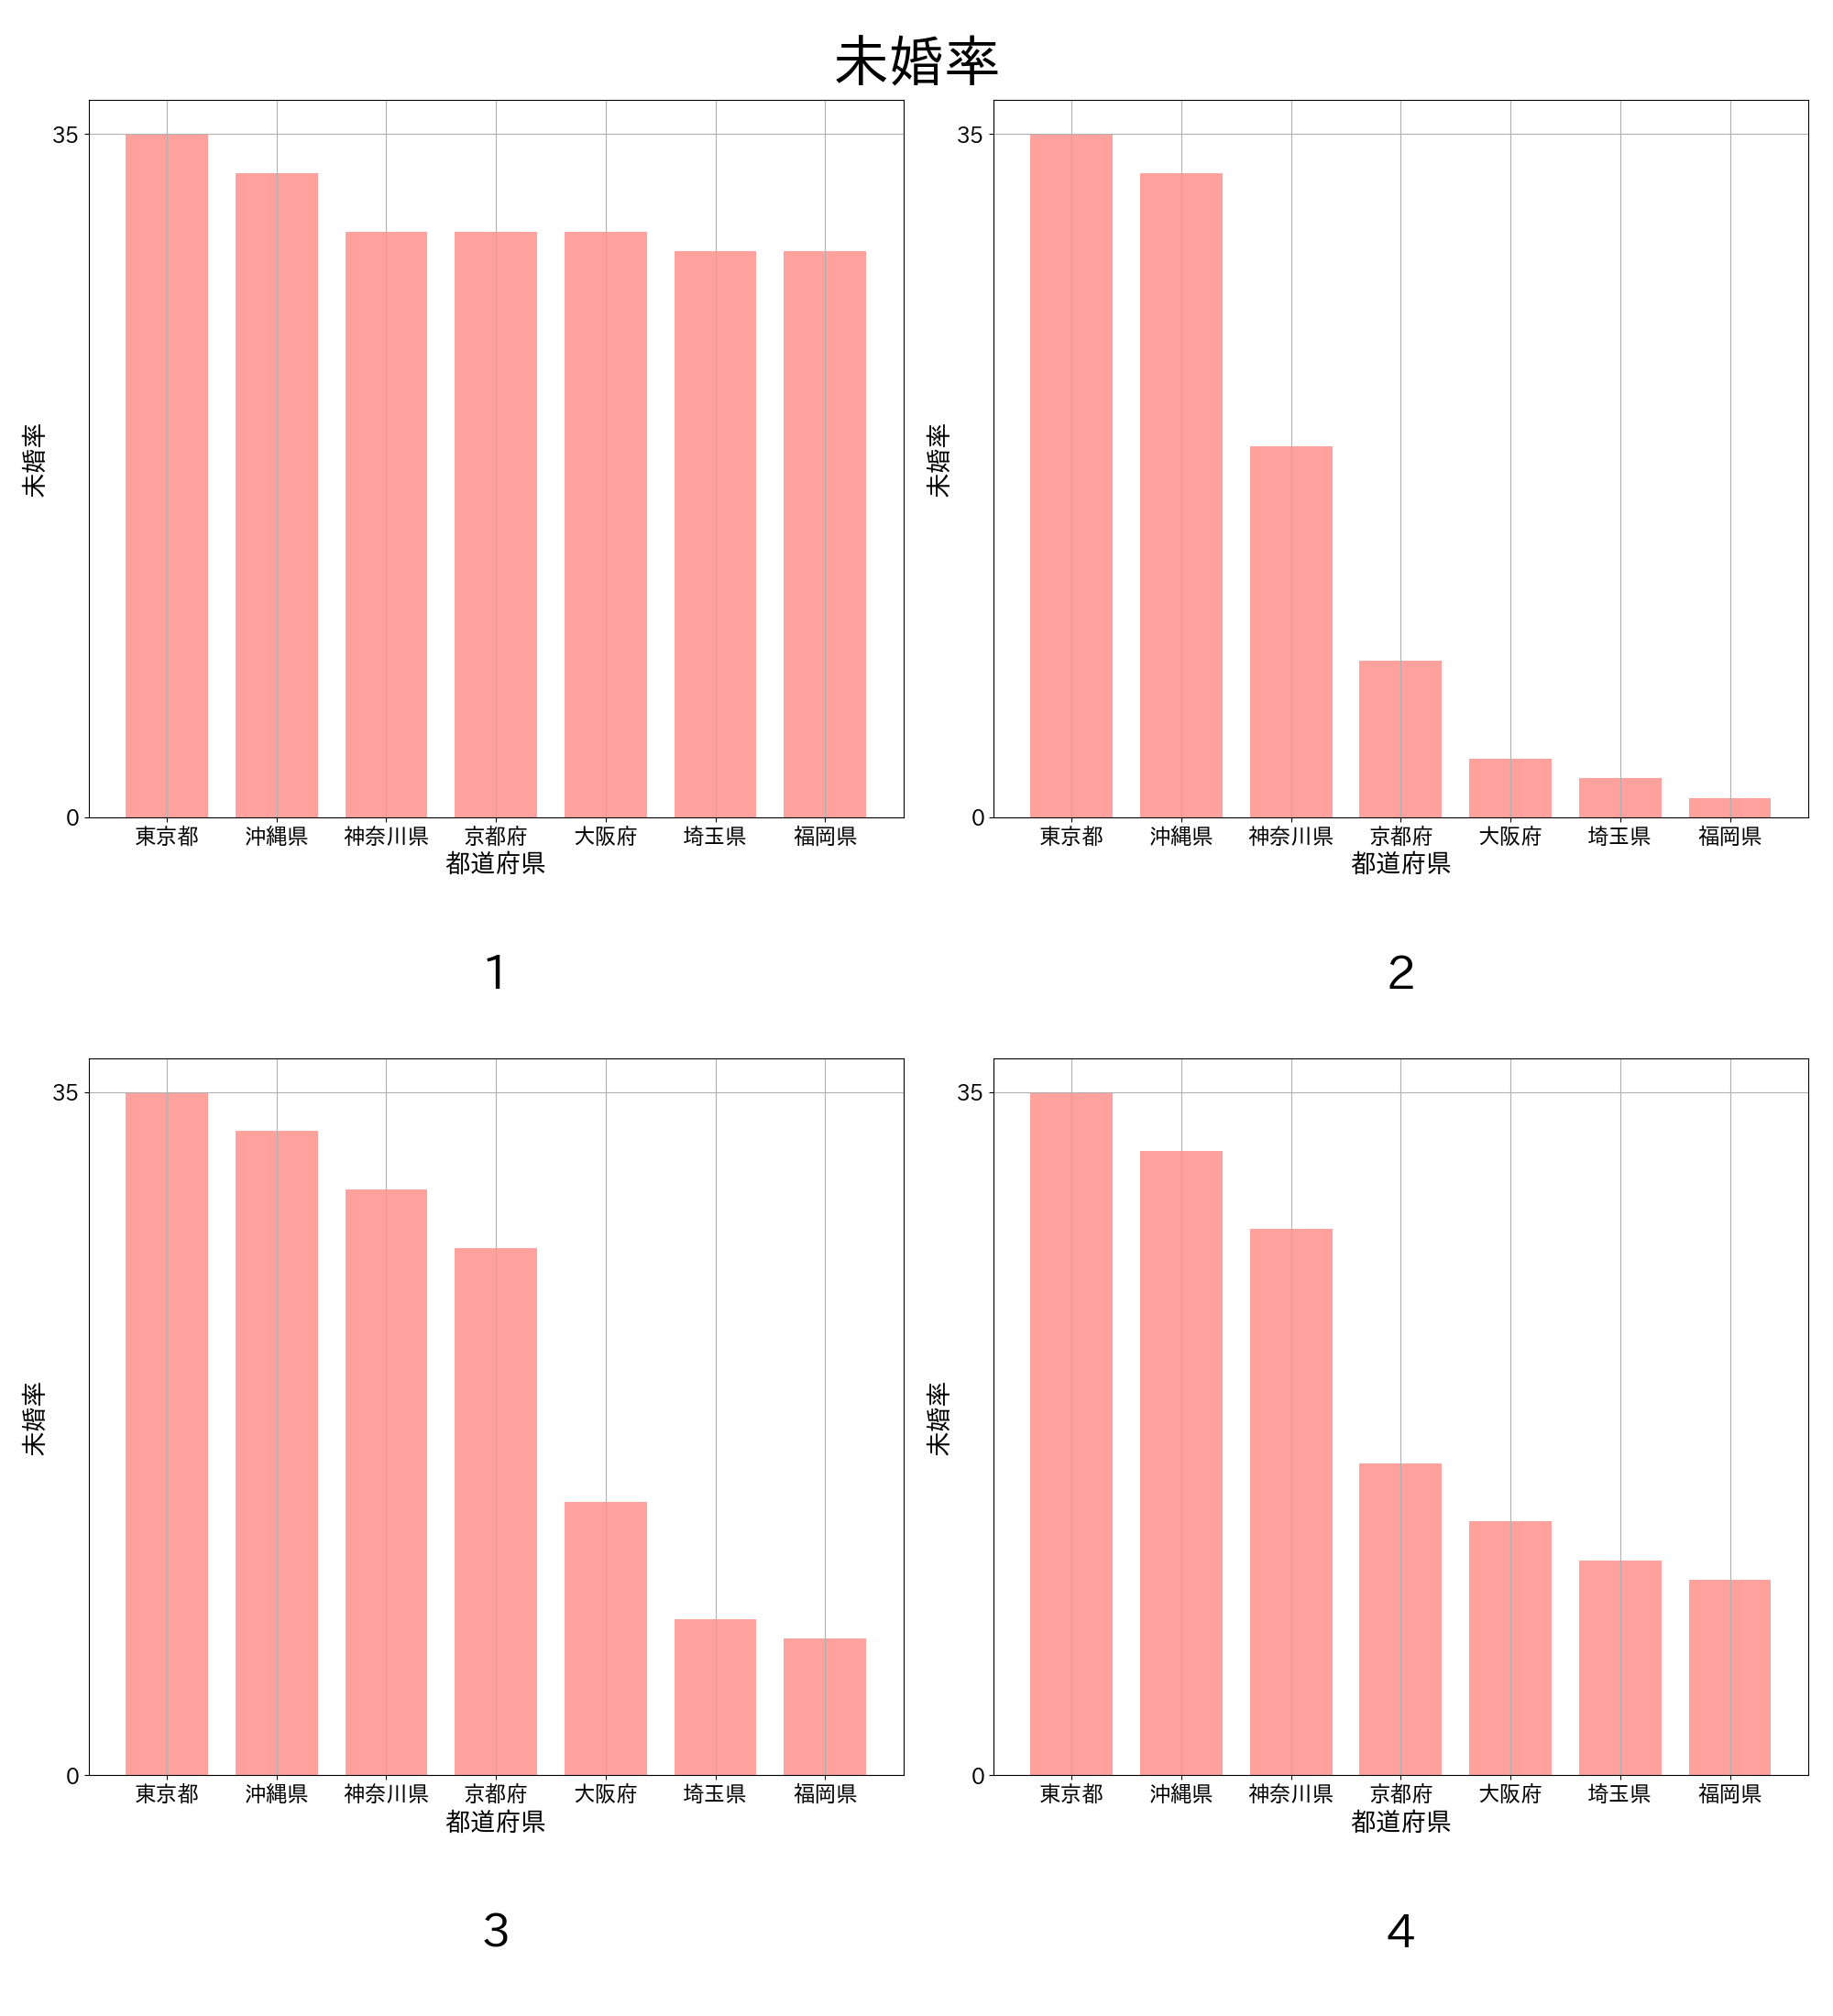 未婚率
35
0
未婚率
東京都 沖縄県 神奈川県 京都府 大阪府 埼玉県 福岡県
都道府県
1
35
0
未婚率
東京都 沖縄県 神奈川県 京都府 大阪府 埼玉県 福岡県
都道府県
2
35
0
未婚率
東京都 沖縄県 神奈川県 京都府 大阪府 埼玉県 福岡県
都道府県
3
35
0
未婚率
東京都 沖縄県 神奈川県 京都府 大阪府 埼玉県 福岡県
都道府県
4